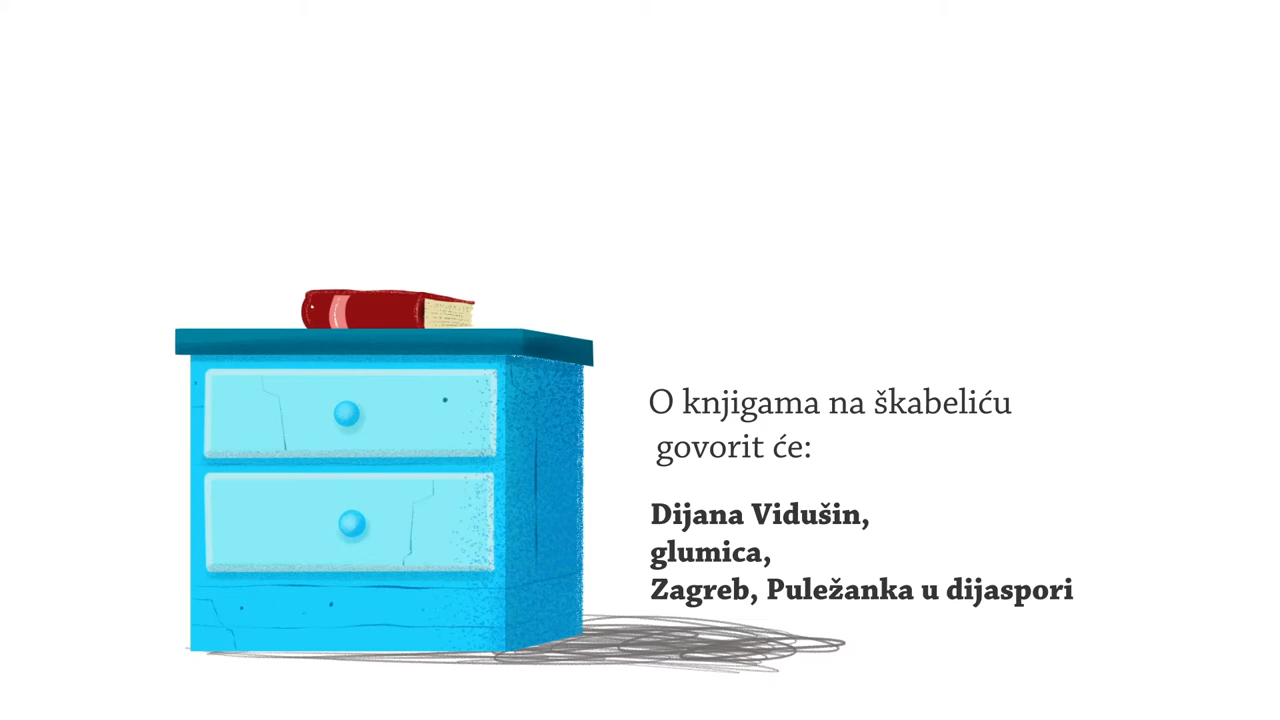 O knjigama na škabeliću
govorit će:
Dijana Vidušin,
glumica,
Zagreb, Puležanka u dijaspori